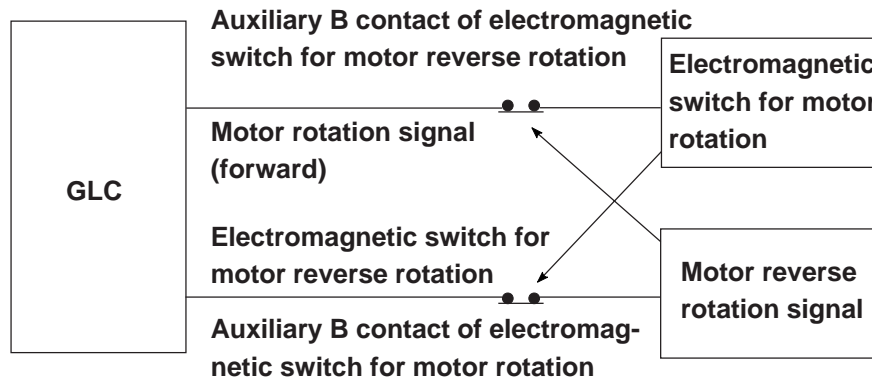 Auxiliary B contact of electromagnetic
switch for motor reverse rotation
Electromagnetic
switch for motor
rotation
Motor rotation signal
(forward)
GLC
Electromagnetic switch for
motor reverse rotation
Motor reverse
rotation signal
Auxiliary B contact of electromag-
netic switch for motor rotation